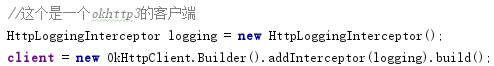 //这个是一个okhttp3的客户端
HttpLoggingInterceptor logging = new HttpLoggingInterceptor();
client = new OkHttpClient.Builder().addInterceptor(logging).build();